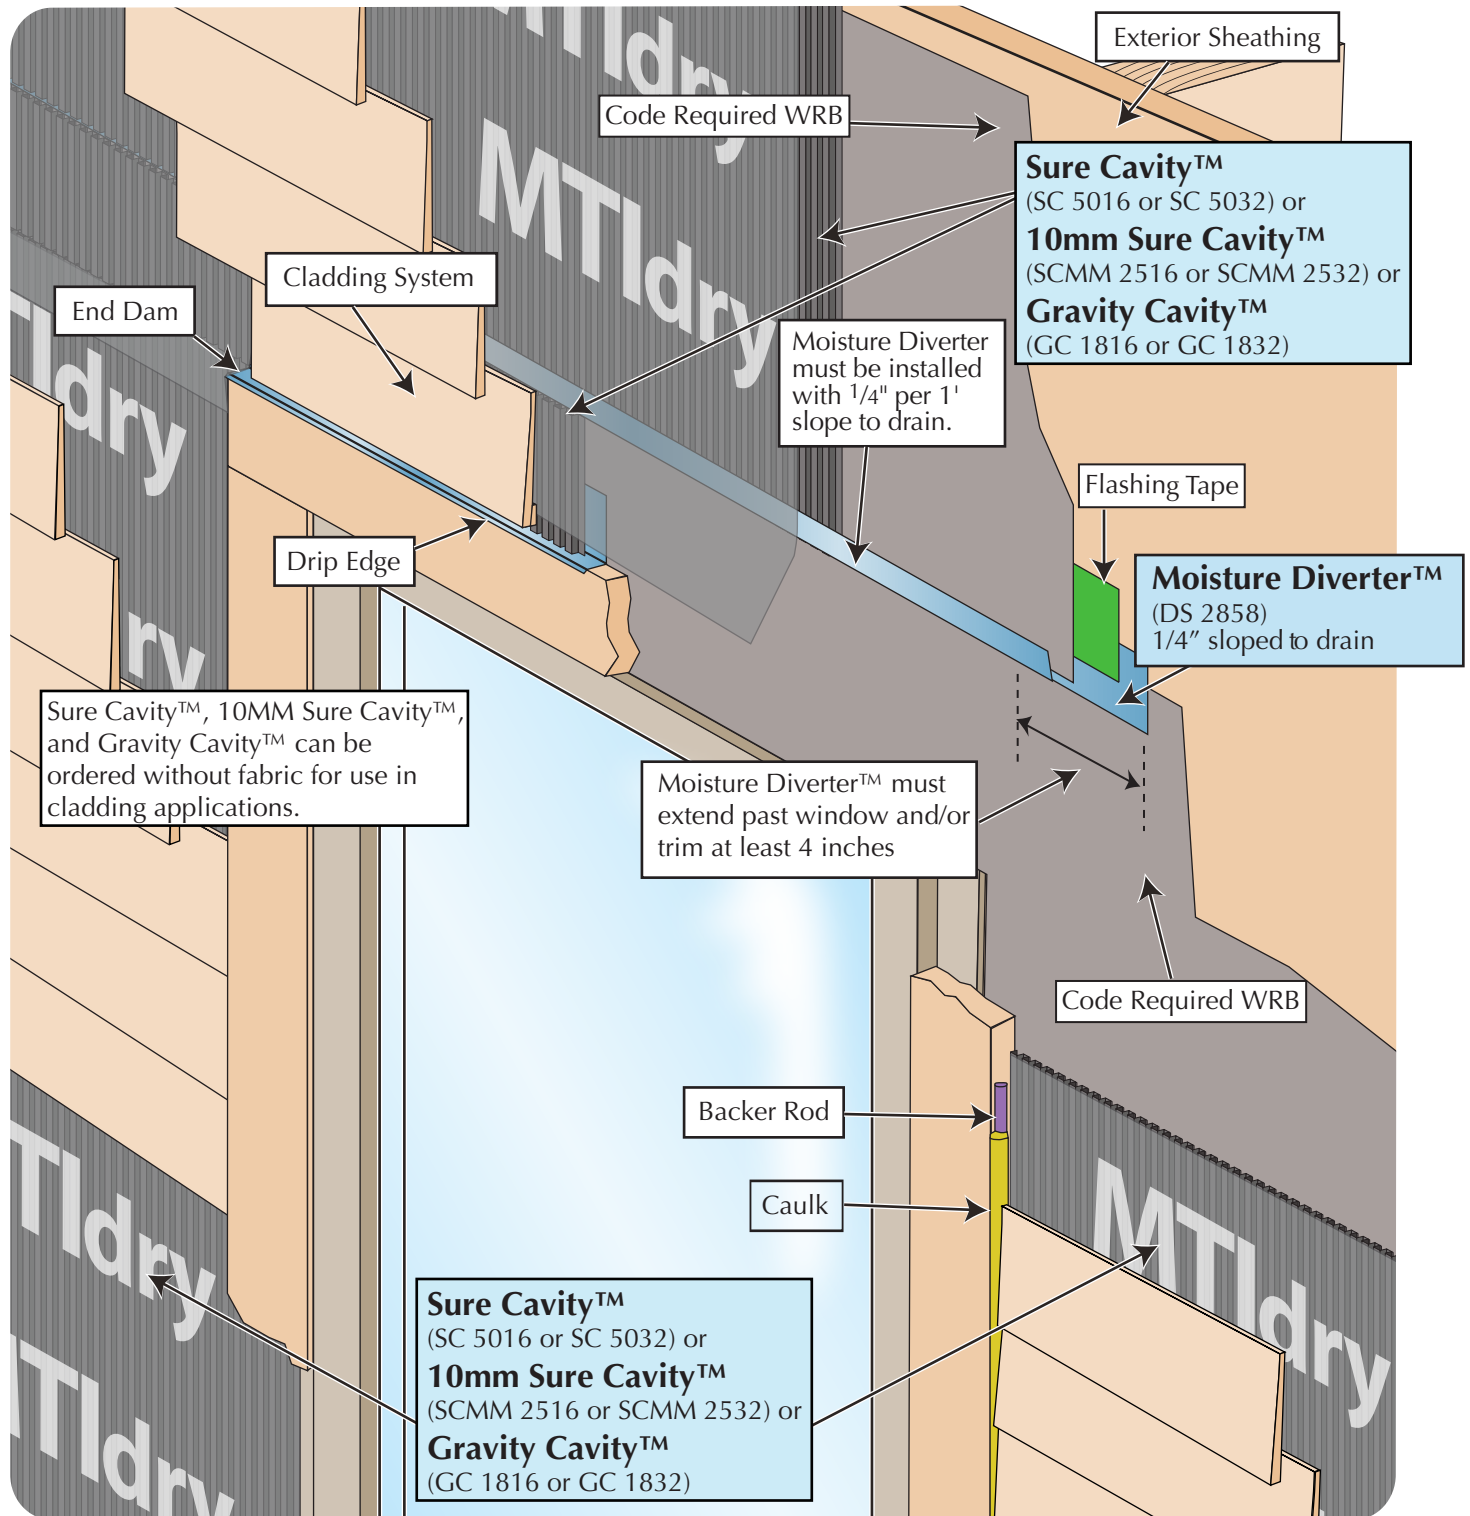 MTIdry
Exterior Sheathing
Code Required WRB
MTIdry
Sure Cavity™
(SC 5016 or SC 5032) or
10mm Sure Cavity™
(SCMM 2516 or SCMM 2532) or
Gravity Cavity™
(GC 1816 or GC 1832)
Cladding System
End Dam
Moisture Diverter
must be installed
with 1/4" per 1'
slope to drain.
TIdry
Flashing Tape
Drip Edge
Moisture Diverter™
(DS 2858)
1/4” sloped to drain
ry
Sure Cavity™, 10MM Sure Cavity™,
and Gravity Cavity™ can be
ordered without fabric for use in
cladding applications.
Moisture Diverter™ must
extend past window and/or
trim at least 4 inches
Code Required WRB
Backer Rod
Caulk
TIdry
MTIdry
Sure Cavity™
(SC 5016 or SC 5032) or
10mm Sure Cavity™
(SCMM 2516 or SCMM 2532) or
Gravity Cavity™
(GC 1816 or GC 1832)
MTIdry
TIdry